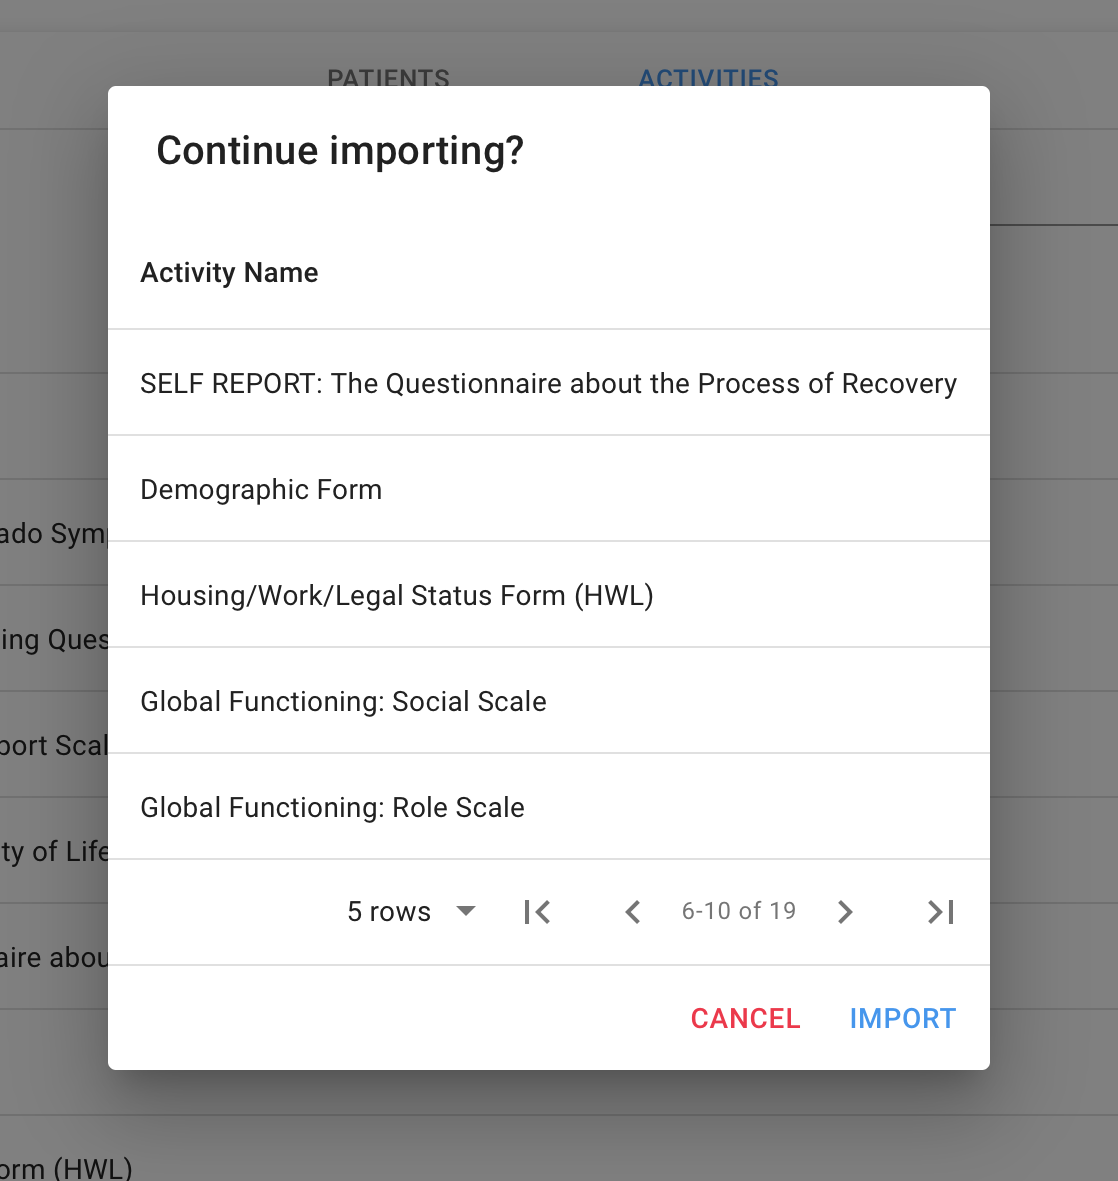 PATIENTS ACTIVITIES
Continue importing?
Activity Name
SELF REPORT: The Questionnaire about the Process of Recovery
Demographic Form
ado Sym
Housing/Work/Legal Status Form (HWL)
ing Ques
Global Functioning: Social Scale
port Scal
Global Functioning: Role Scale
ty of Life
5 rows 6-10 of 19
aire abou
CANCEL IMPORT
orm (HWL)